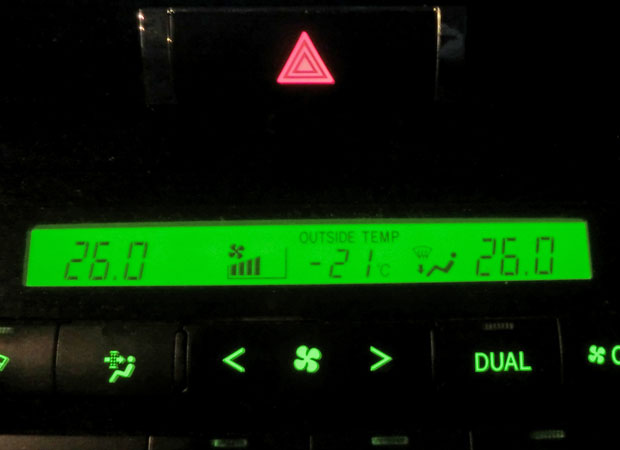 OUTSIDE TEMP
26.0 -21°C 26.0
< > DUAL